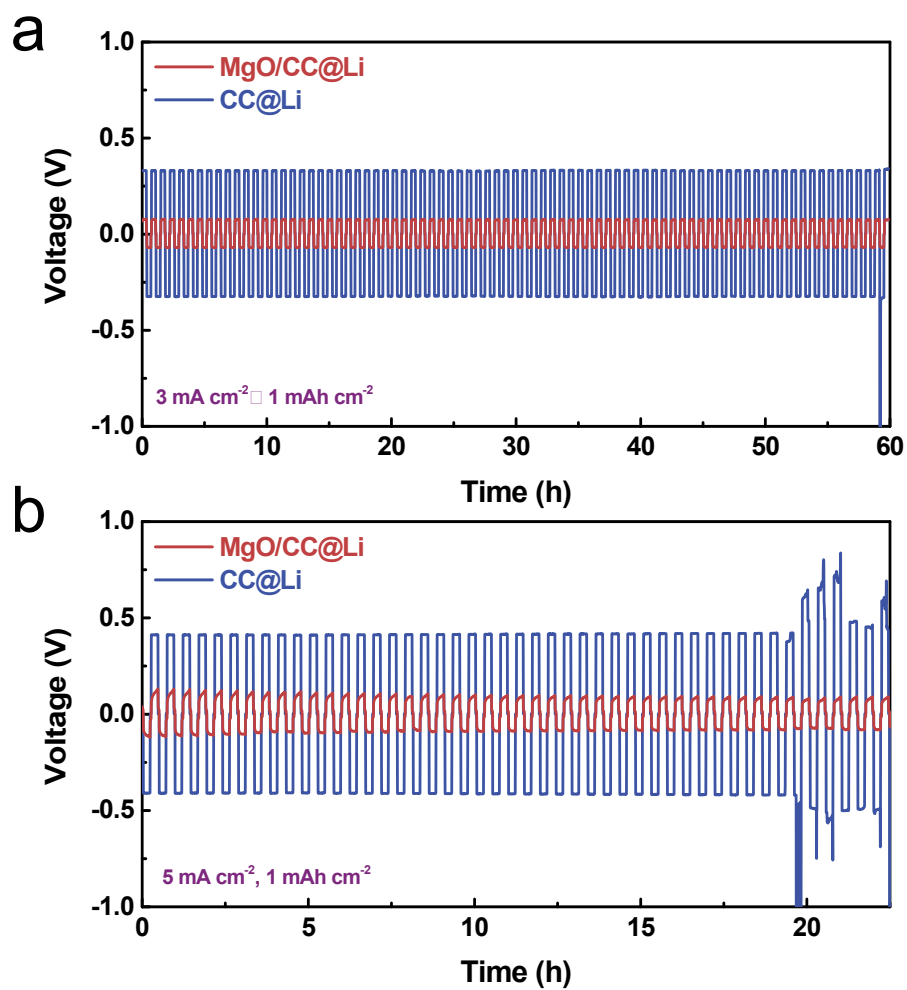 a
1.0
0.5
0.0
-0.5
-1.0
Voltage (V)
MgO/CC@Li
CC@Li
3 mA cm⁻²□ 1 mAh cm⁻²
0 10 20 30 40 50 60
Time (h)
b
1.0
0.5
0.0
-0.5
-1.0
Voltage (V)
MgO/CC@Li
CC@Li
5 mA cm⁻², 1 mAh cm⁻²
0 5 10 15 20
Time (h)